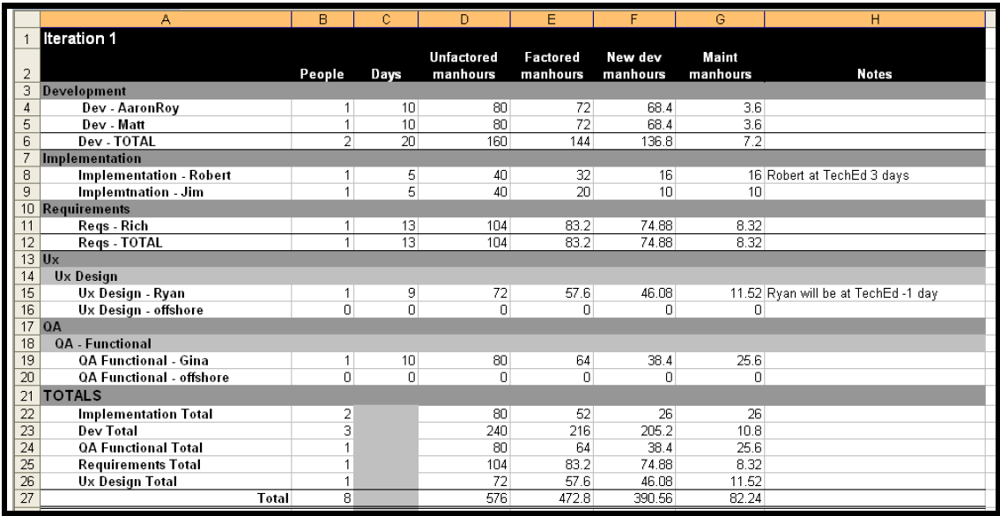 A B C D E F G H
1 Iteration 1
2 People Days Unfactored manhours Factored manhours New dev manhours Maint manhours Notes
3 Development
4 Dev - AaronRoy 1 10 80 72 68.4 3.6
5 Dev - Matt 1 10 80 72 68.4 3.6
6 Dev - TOTAL 2 20 160 144 136.8 7.2
7 Implementation
8 Implementation - Robert 1 5 40 32 16 16 Robert at TechEd 3 days
9 Implemtnation - Jim 1 5 40 20 10 10
10 Requirements
11 Reqs - Rich 1 13 104 83.2 74.88 8.32
12 Reqs - TOTAL 1 13 104 83.2 74.88 8.32
13 Ux
14 Ux Design
15 Ux Design - Ryan 1 9 72 57.6 46.08 11.52 Ryan will be at TechEd -1 day
16 Ux Design - offshore 0 0 0 0 0 0
17 QA
18 QA - Functional
19 QA Functional - Gina 1 10 80 64 38.4 25.6
20 QA Functional - offshore 0 0 0 0 0 0
21 TOTALS
22 Implementation Total 2 80 52 26 26
23 Dev Total 3 240 216 205.2 10.8
24 QA Functional Total 1 80 64 38.4 25.6
25 Requirements Total 1 104 83.2 74.88 8.32
26 Ux Design Total 1 72 57.6 46.08 11.52
27 Total 8 576 472.8 390.56 82.24